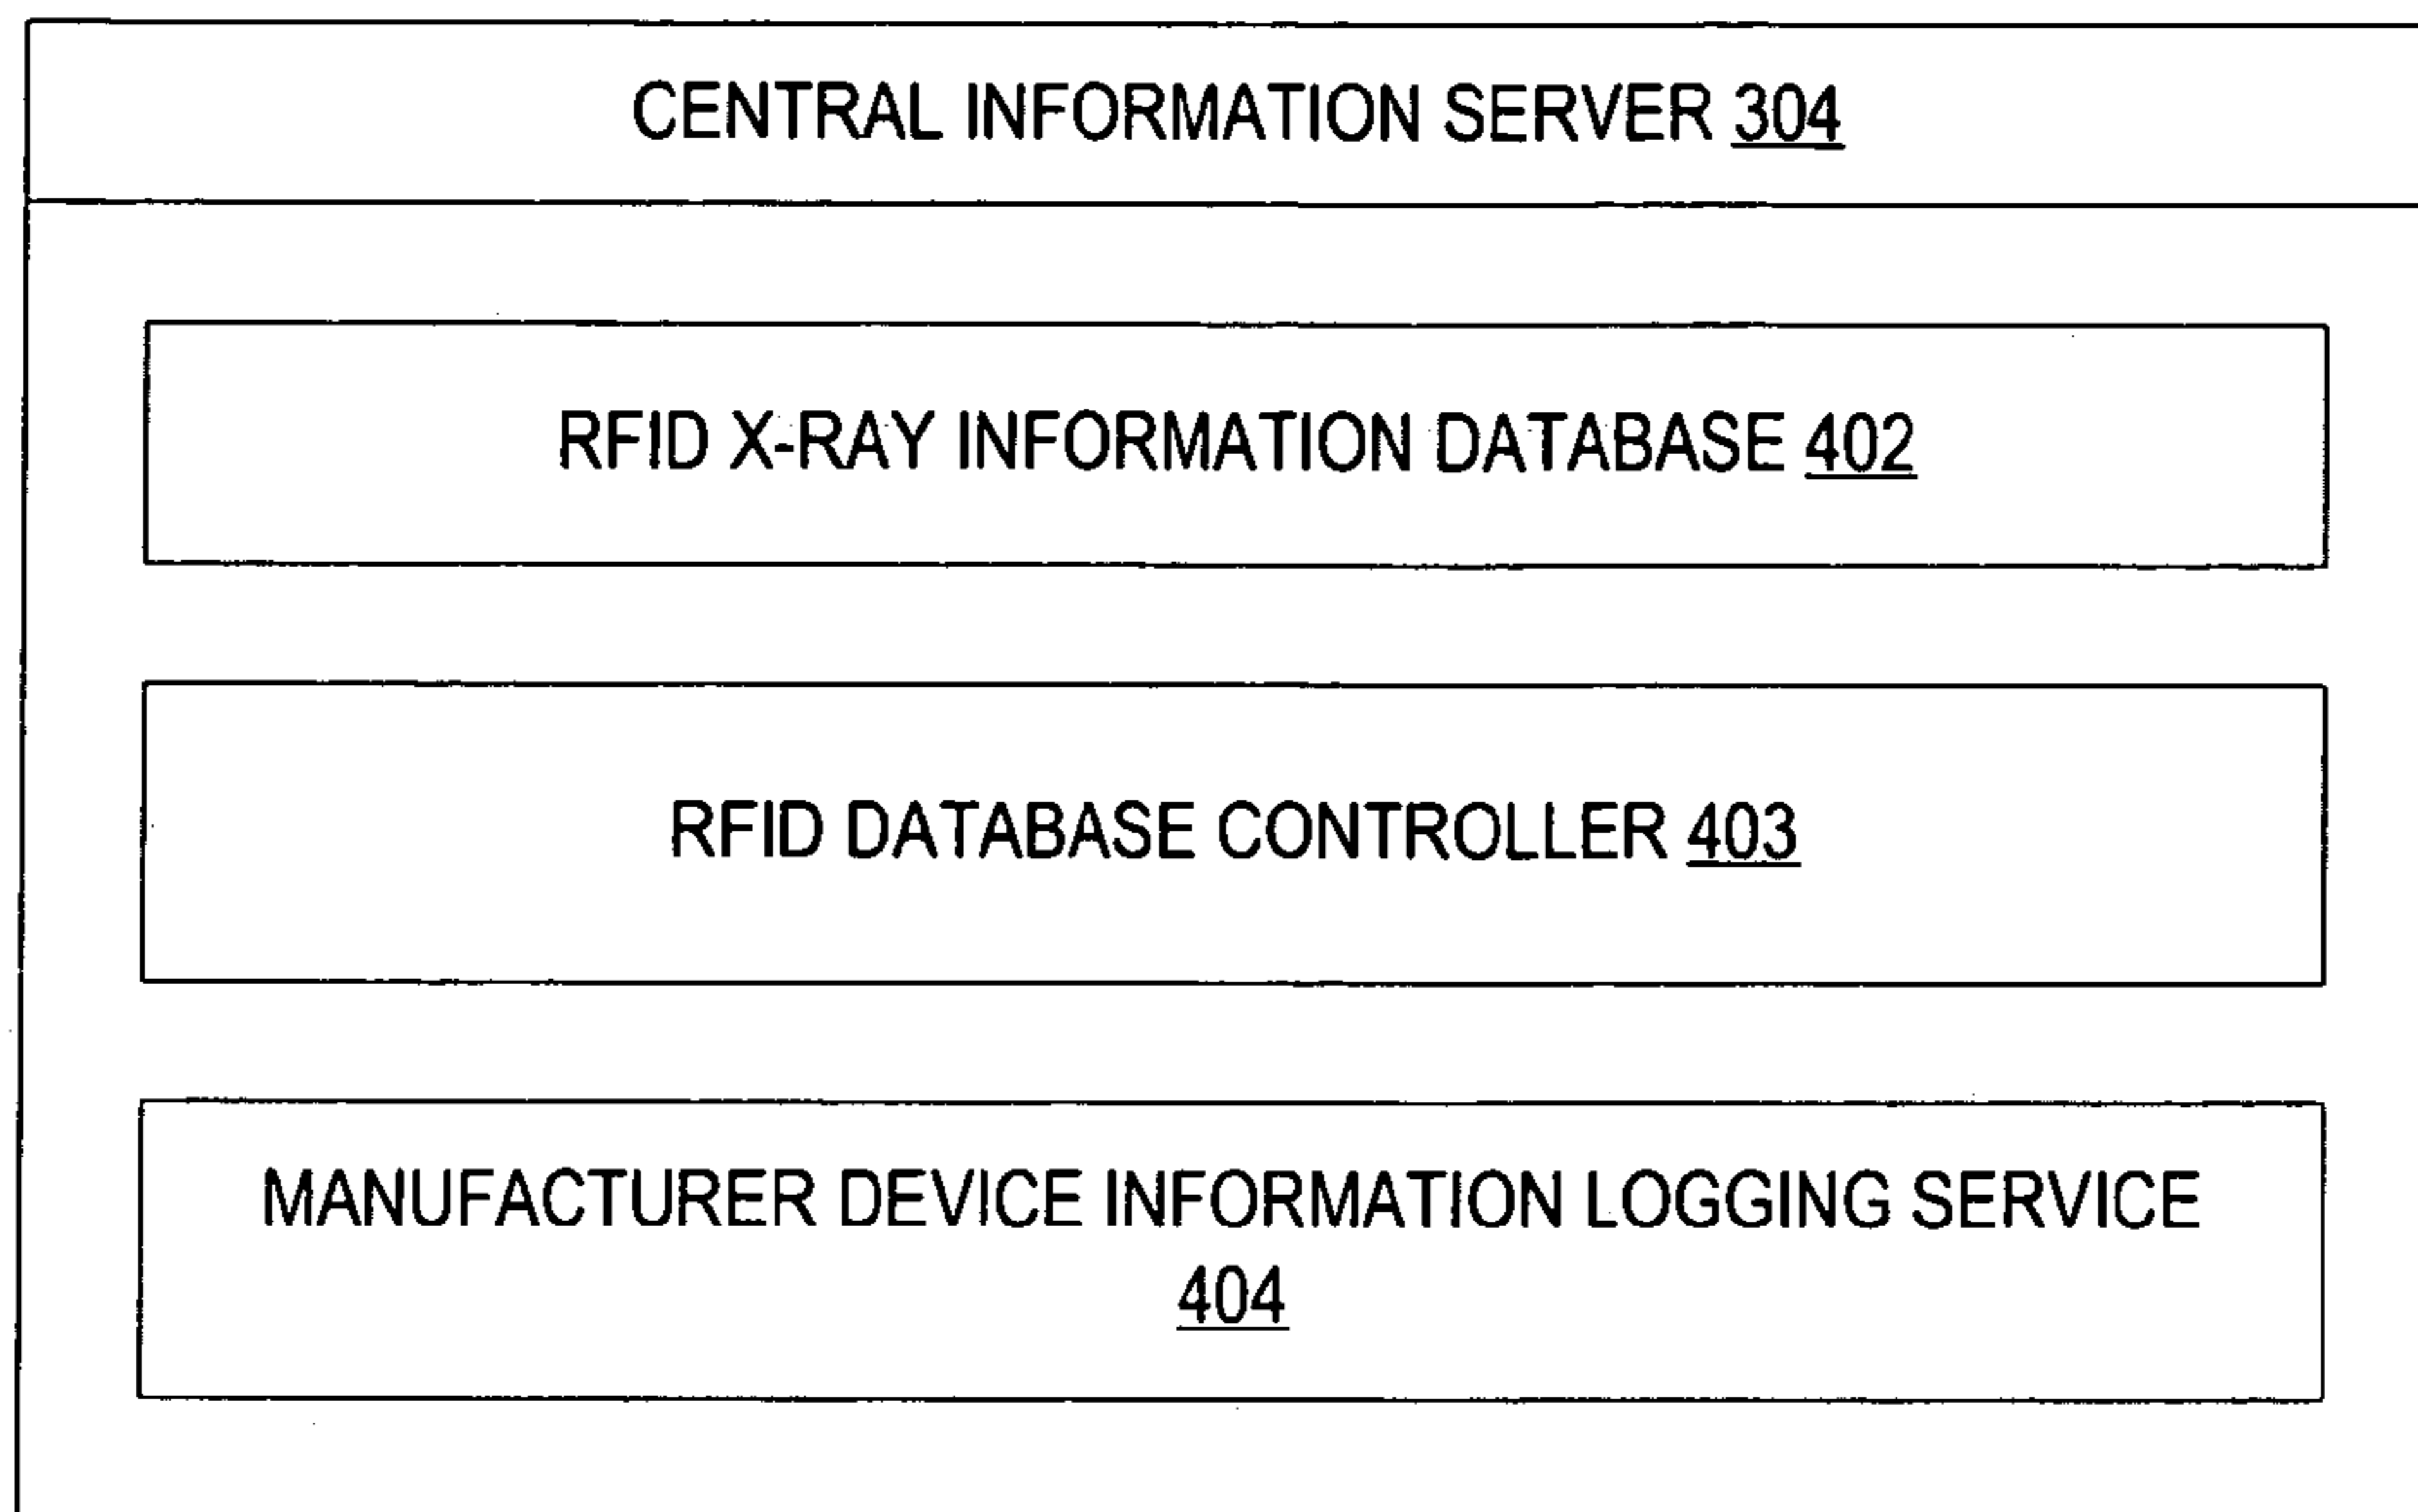 CENTRAL INFORMATION SERVER 304
RFID X-RAY INFORMATION DATABASE 402
RFID DATABASE CONTROLLER 403
MANUFACTURER DEVICE INFORMATION LOGGING SERVICE
404